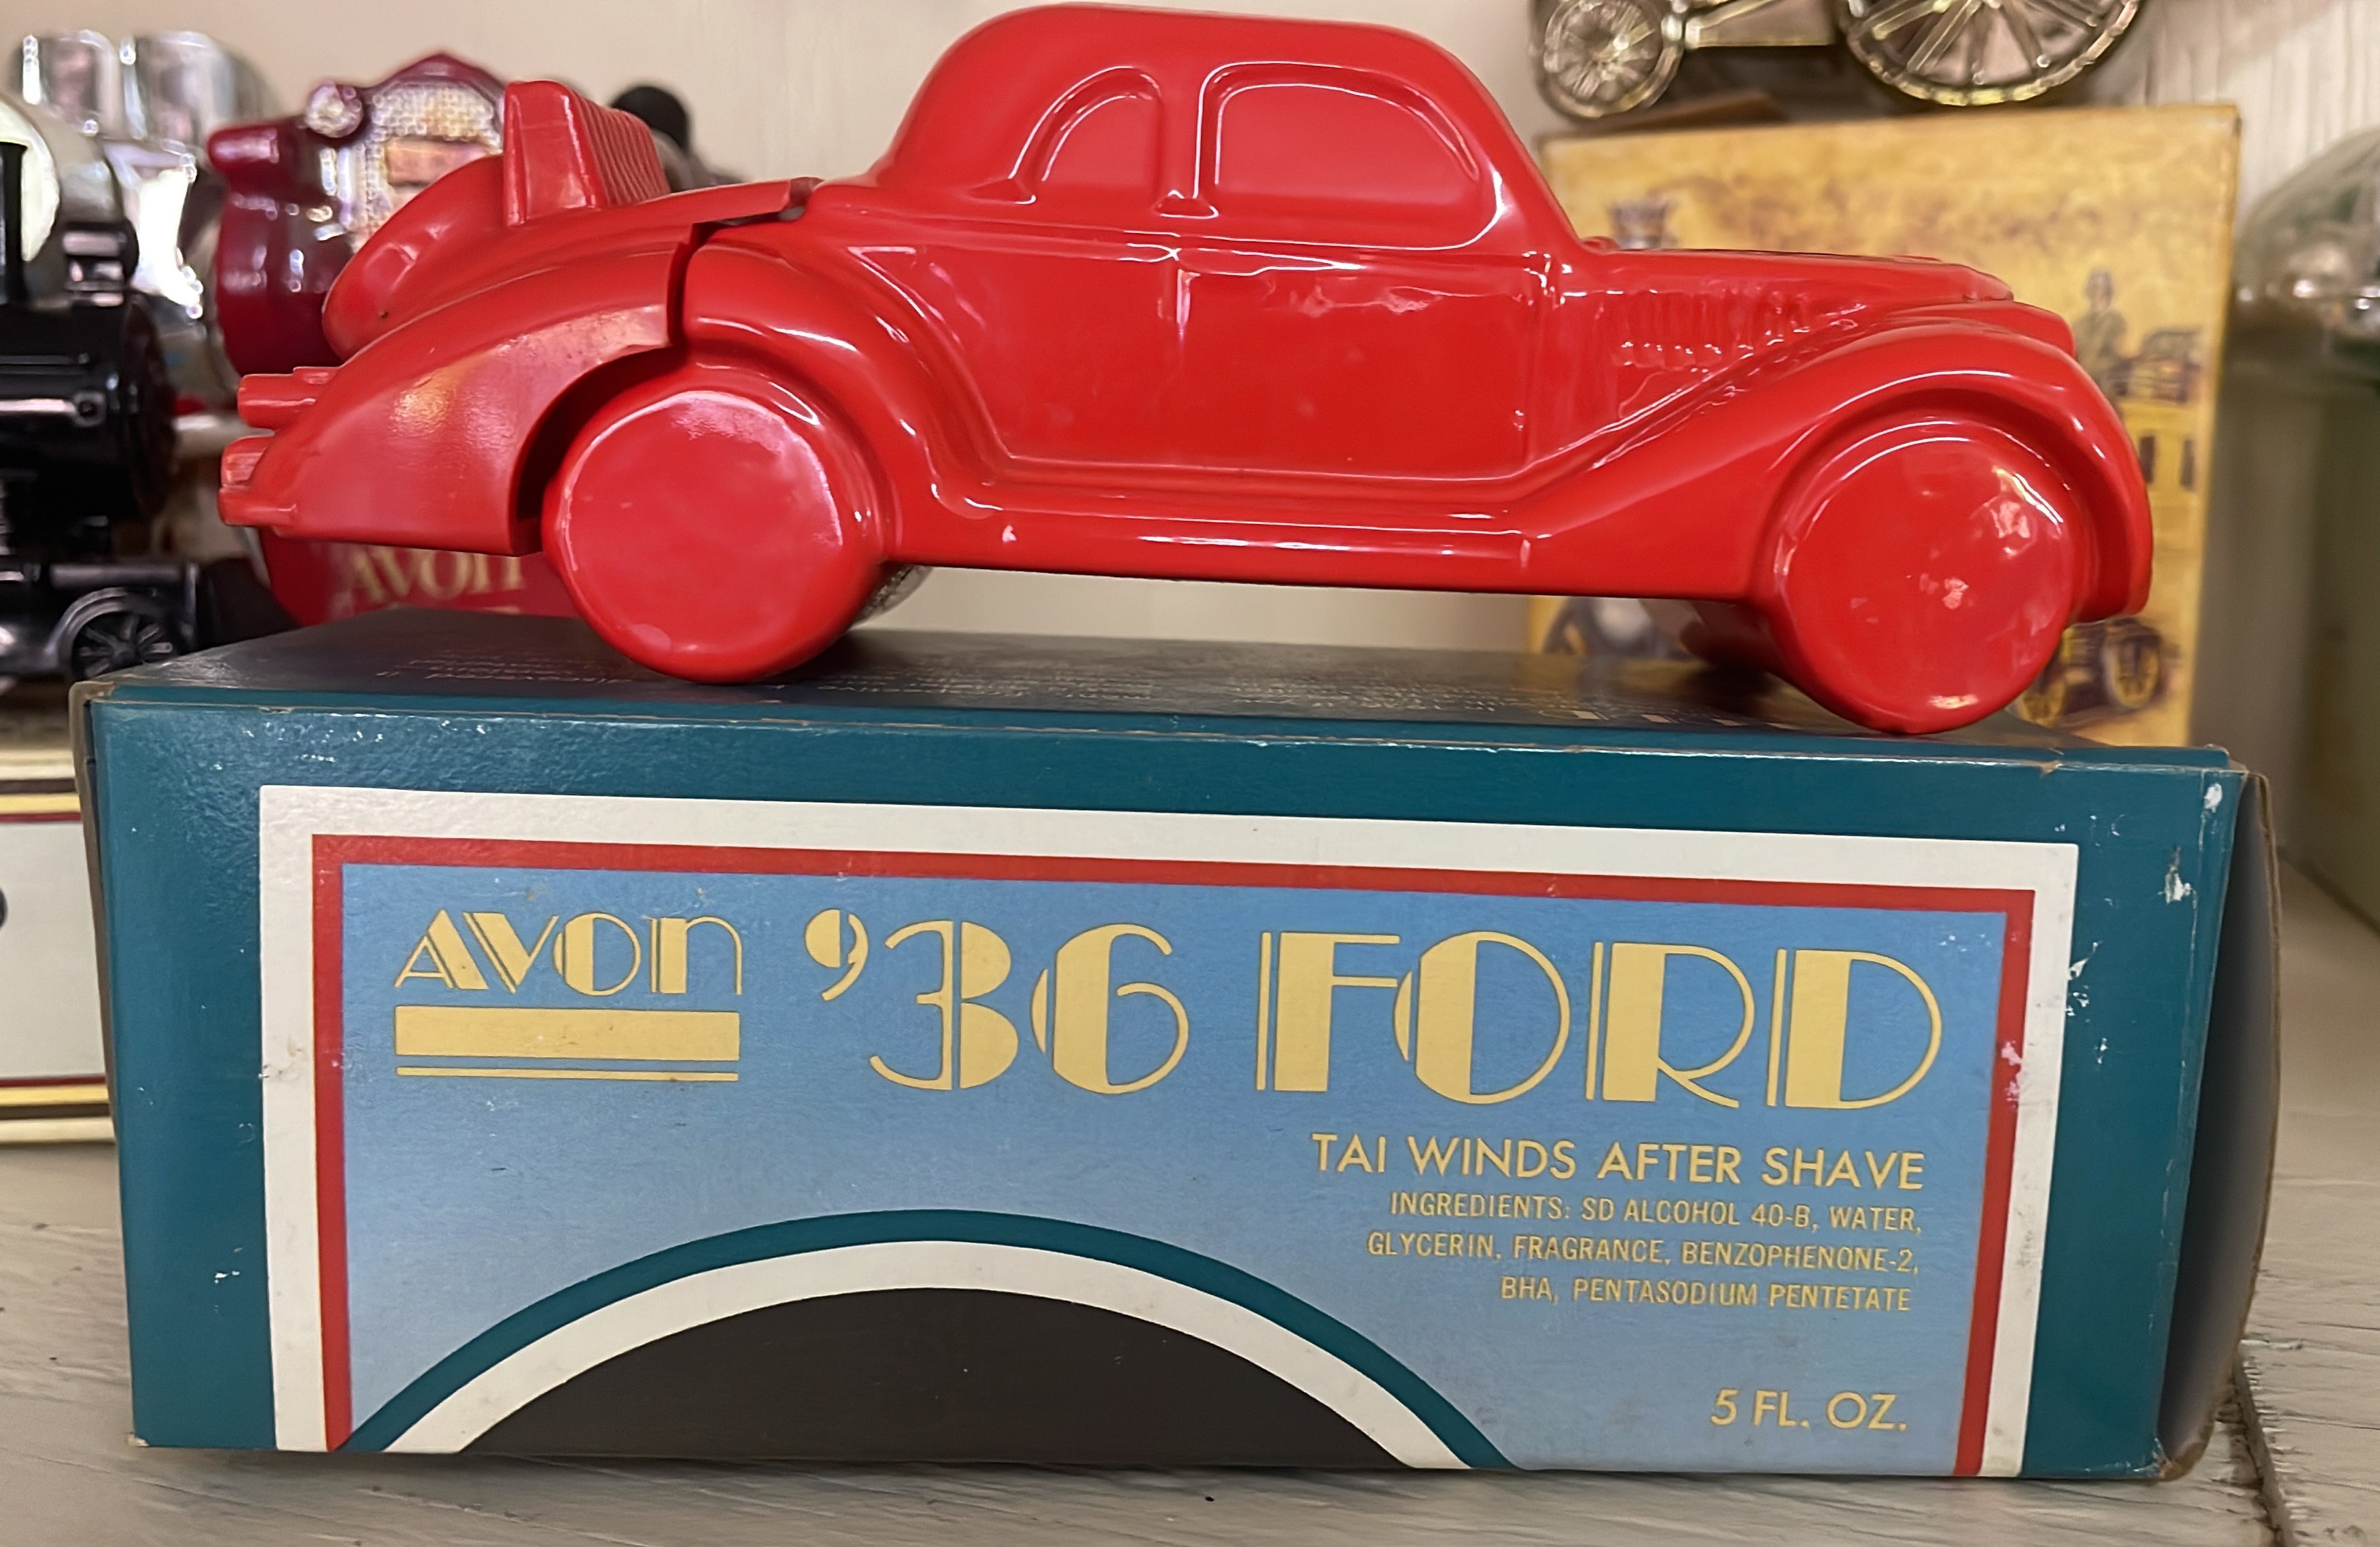 AVON
AVON '36 FORD
TAI WINDS AFTER SHAVE
INGREDIENTS: SD ALCOHOL 40-B, WATER,
GLYCERIN, FRAGRANCE, BENZOPHENONE-2,
BHA, PENTASODIUM PENTETATE
5 FL. OZ.